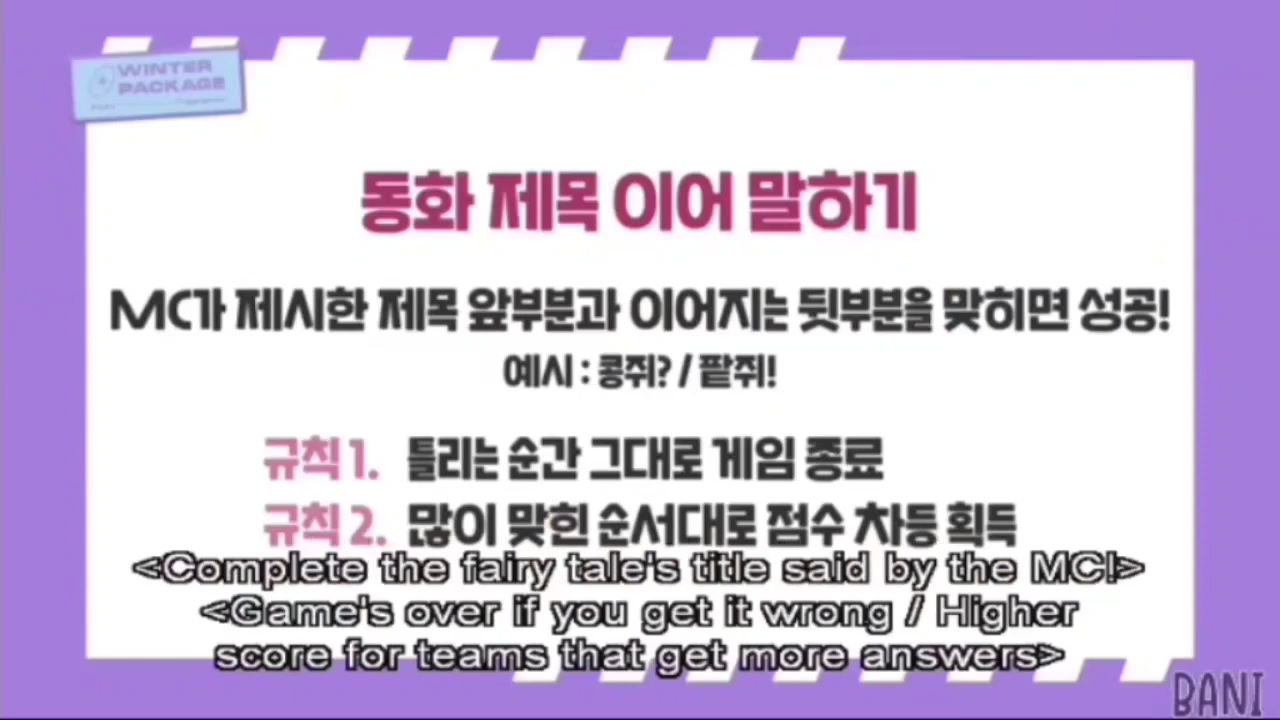 WINTER
PACKAGE
동화 제목 이어 말하기
MC가 제시한 제목 앞부분과 이어지는 뒷부분을 맞히면 성공!
예시 : 콩쥐? / 팥쥐!
규칙 1. 틀리는 순간 그대로 게임 종료
규칙 2. 많이 맞힌 순서대로 점수 차등 획득
<Complete the fairy tale's title said by the MC!>
<Game's over if you get it wrong / Higher
score for teams that get more answers>
BANI